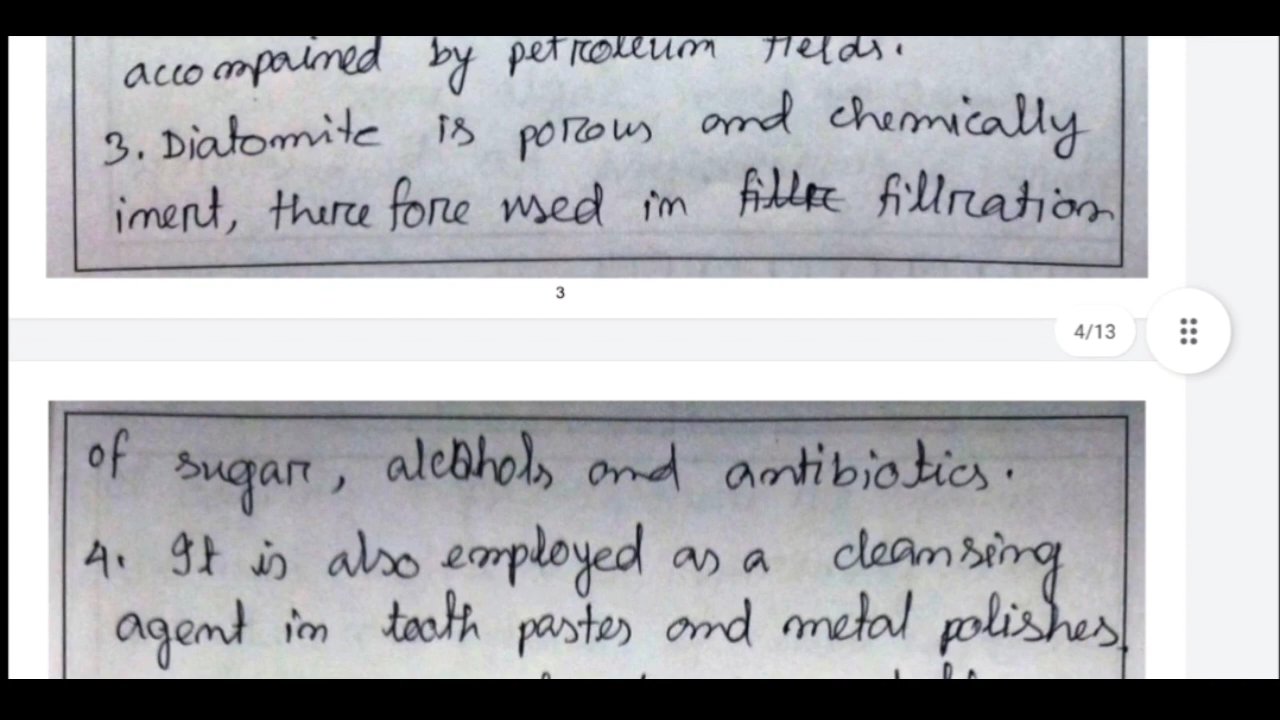 accompained by petroleum fields.
3. Diatomite is porous and chemically
inert, therefore used in filltr fillration
3
4/13
of sugar, alcohols and antibiotics.
4. It is also employed as a cleansing
agent in tooth pastes and metal polishes.